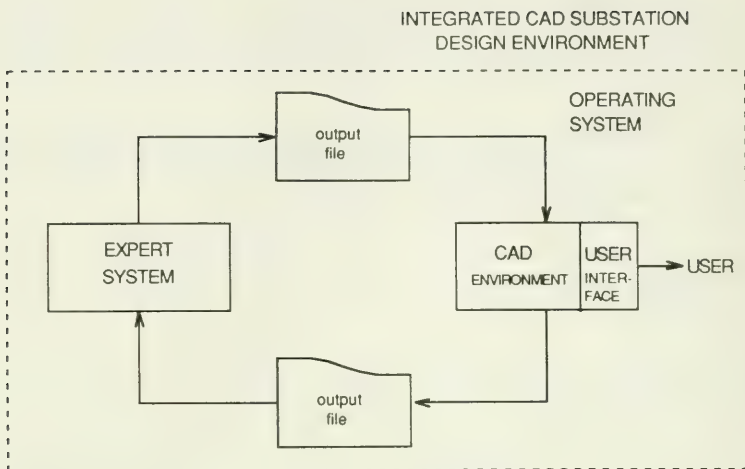 INTEGRATED CAD SUBSTATION
DESIGN ENVIRONMENT
OPERATING
SYSTEM
output
file
EXPERT
SYSTEM
CAD
ENVIRONMENT
USER
INTER-
FACE
USER
output
file